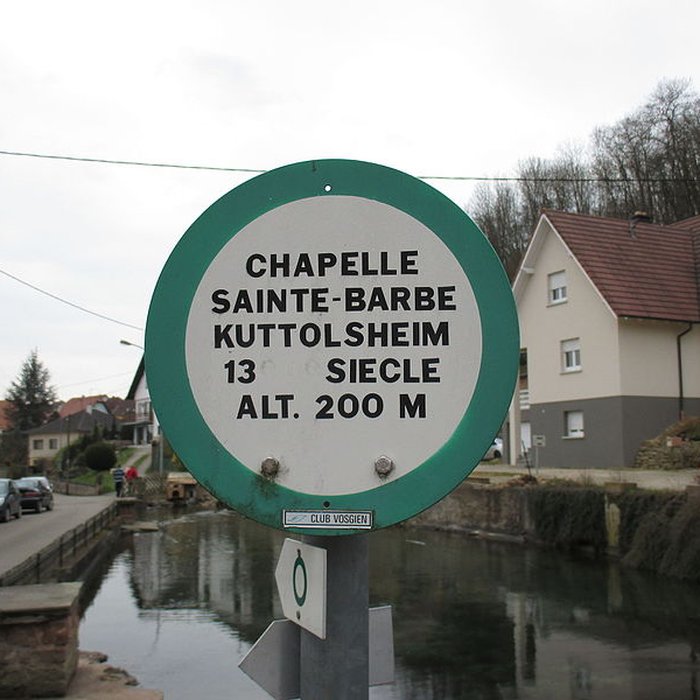 CHAPELLE
SAINTE-BARBE
KUTTOLSHEIM
13 SIECLE
ALT. 200 M
CLUB VOSGIEN